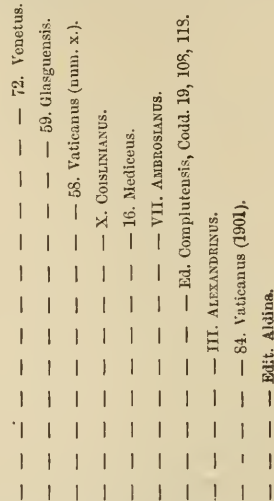 — — — — — — — — — — — — 72. Venetus.
— — — — — — — — — — — 59. Glasguensis.
— — — — — — — — — — 58. Vaticanus (num. x.).
— — — — — — — — — X. COISLINIANUS.
— — — — — — — — — 16. Mediceus.
— — — — — — — — VII. AMBROSIANUS.
— — — — — — — Ed. Complutensis, Codd. 19, 108, 118.
— — — — — III. ALEXANDRINUS.
— — - — — 84. Vaticanus (1901).
— — — — Edit. Aldina.